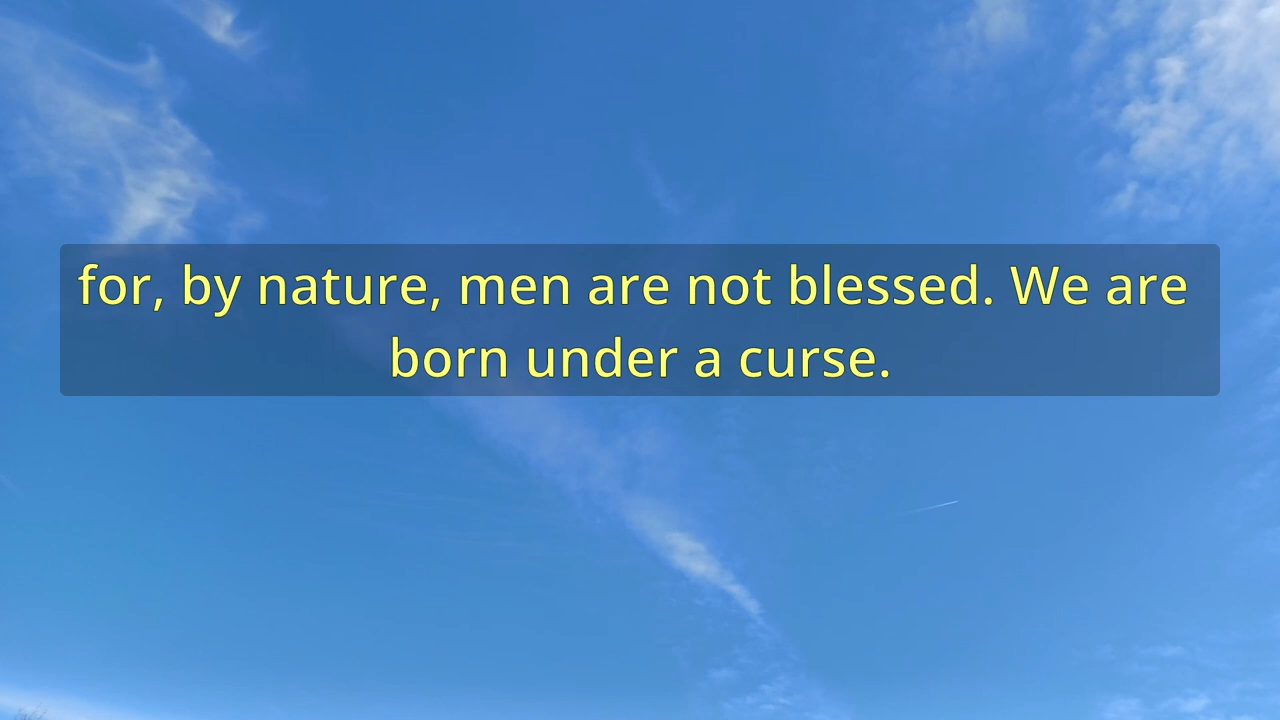 for, by nature, men are not blessed. We are
born under a curse.